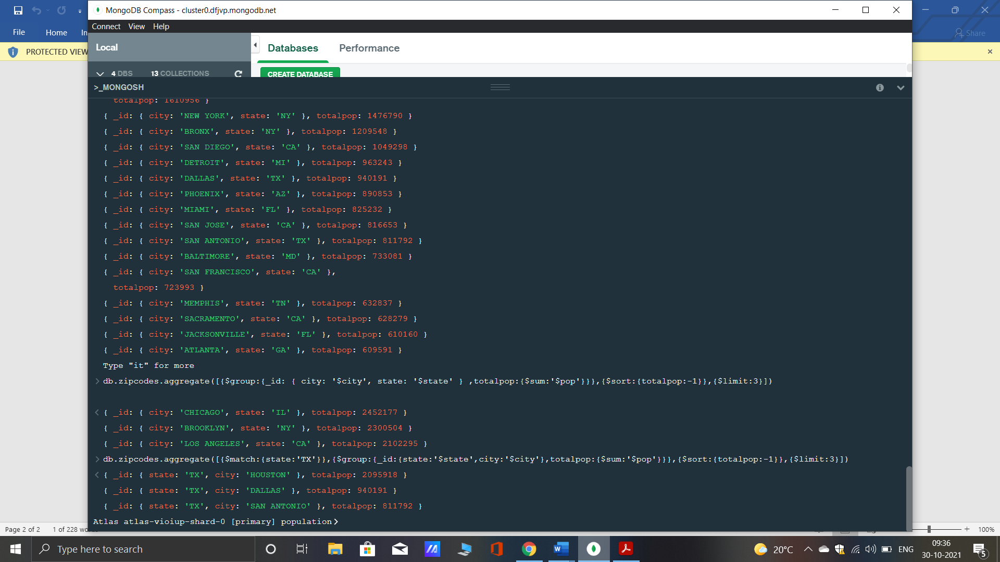 MongoDB Compass - cluster0.dfjvp.mongodb.net
File
Home
In
Share
Connect View Help
PROTECTED VIEW
Local
Databases Performance
4 DBS 13 COLLECTIONS
CREATE DATABASE
>_MONGOSH
totalpop: 1610956 }
{ _id: { city: 'NEW YORK', state: 'NY' }, totalpop: 1476790 }
{ _id: { city: 'BRONX', state: 'NY' }, totalpop: 1209548 }
{ _id: { city: 'SAN DIEGO', state: 'CA' }, totalpop: 1049298 }
{ _id: { city: 'DETROIT', state: 'MI' }, totalpop: 963243 }
{ _id: { city: 'DALLAS', state: 'TX' }, totalpop: 940191 }
{ _id: { city: 'PHOENIX', state: 'AZ' }, totalpop: 890853 }
{ _id: { city: 'MIAMI', state: 'FL' }, totalpop: 825232 }
{ _id: { city: 'SAN JOSE', state: 'CA' }, totalpop: 816653 }
{ _id: { city: 'SAN ANTONIO', state: 'TX' }, totalpop: 811792 }
{ _id: { city: 'BALTIMORE', state: 'MD' }, totalpop: 733081 }
{ _id: { city: 'SAN FRANCISCO', state: 'CA' },
totalpop: 723993 }
{ _id: { city: 'MEMPHIS', state: 'TN' }, totalpop: 632837 }
{ _id: { city: 'SACRAMENTO', state: 'CA' }, totalpop: 628279 }
{ _id: { city: 'JACKSONVILLE', state: 'FL' }, totalpop: 610160 }
{ _id: { city: 'ATLANTA', state: 'GA' }, totalpop: 609591 }
Type "it" for more
> db.zipcodes.aggregate([{$group:{_id: { city: '$city', state: '$state' } ,totalpop:{$sum:'$pop'}}},{$sort:{totalpop:-1}},{$limit:3}])
< { _id: { city: 'CHICAGO', state: 'IL' }, totalpop: 2452177 }
{ _id: { city: 'BROOKLYN', state: 'NY' }, totalpop: 2300504 }
{ _id: { city: 'LOS ANGELES', state: 'CA' }, totalpop: 2102295 }
> db.zipcodes.aggregate([{$match:{state:'TX'}},{$group:{_id:{state:'$state',city:'$city'},totalpop:{$sum:'$pop'}}},{$sort:{totalpop:-1}},{$limit:3}])
< { _id: { state: 'TX', city: 'HOUSTON' }, totalpop: 2095918 }
{ _id: { state: 'TX', city: 'DALLAS' }, totalpop: 940191 }
{ _id: { state: 'TX', city: 'SAN ANTONIO' }, totalpop: 811792 }
Atlas atlas-vioiup-shard-0 [primary] population>
Page 2 of 2 1 of 228 wo
100%
Type here to search
20°C
ENG
09:36
30-10-2021
5